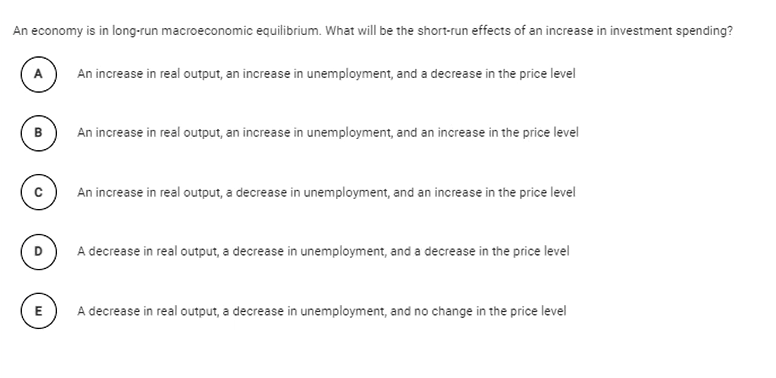 An economy is in long-run macroeconomic equilibrium. What will be the short-run effects of an increase in investment spending?
A An increase in real output, an increase in unemployment, and a decrease in the price level
B An increase in real output, an increase in unemployment, and an increase in the price level
C An increase in real output, a decrease in unemployment, and an increase in the price level
D A decrease in real output, a decrease in unemployment, and a decrease in the price level
E A decrease in real output, a decrease in unemployment, and no change in the price level